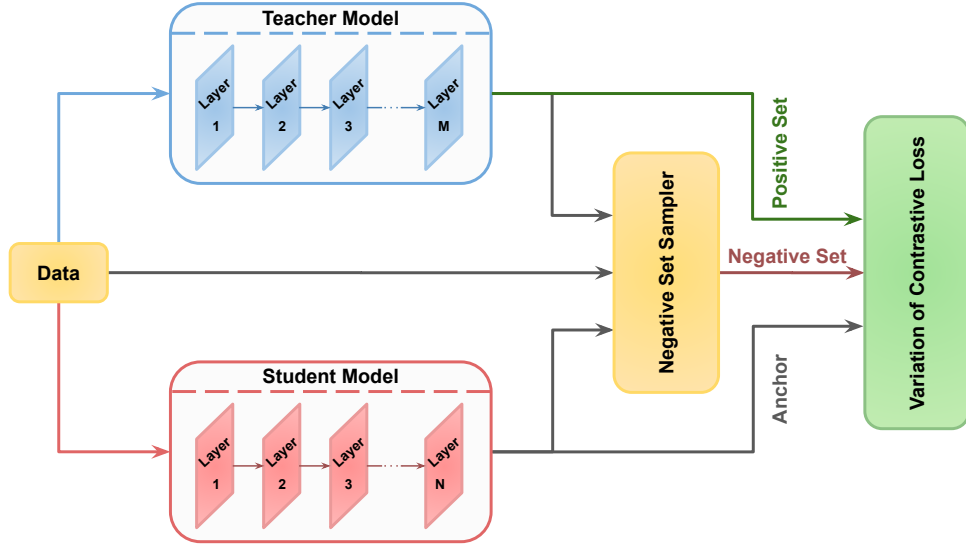 Teacher Model
Layer 1
Layer 2
Layer 3
Layer M
Positive Set
Negative Set Sampler
Variation of Contrastive Loss
Data
Negative Set
Student Model
Layer 1
Layer 2
Layer 3
Layer N
Anchor